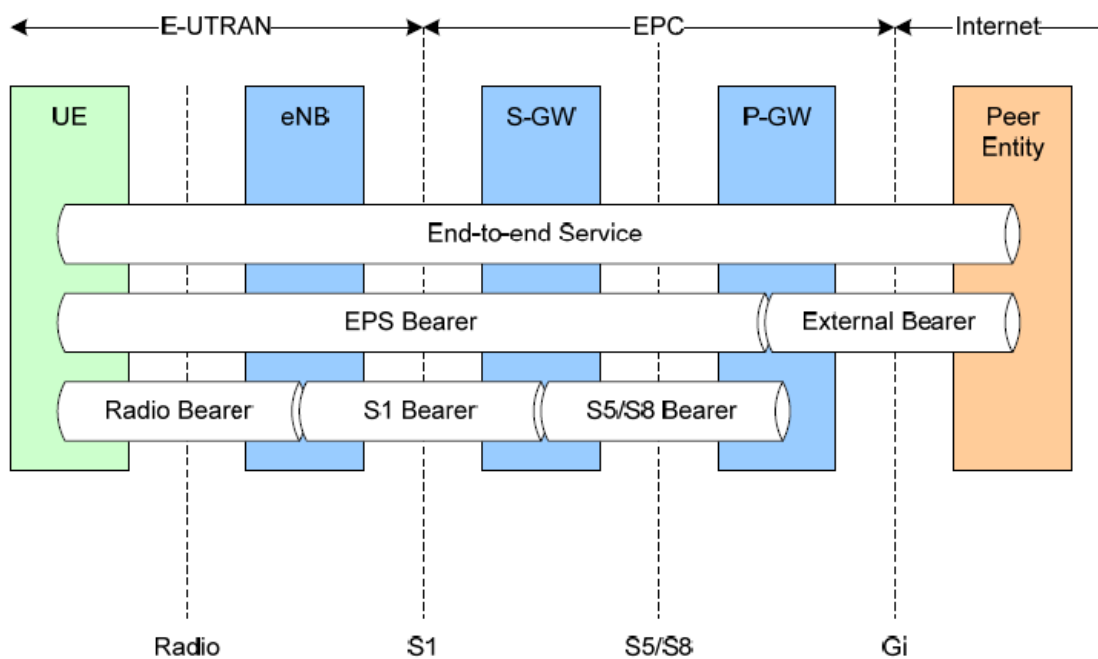 E-UTRAN EPC Internet
UE eNB S-GW P-GW Peer
Entity
End-to-end Service
EPS Bearer External Bearer
Radio Bearer S1 Bearer S5/S8 Bearer
Radio S1 S5/S8 Gi